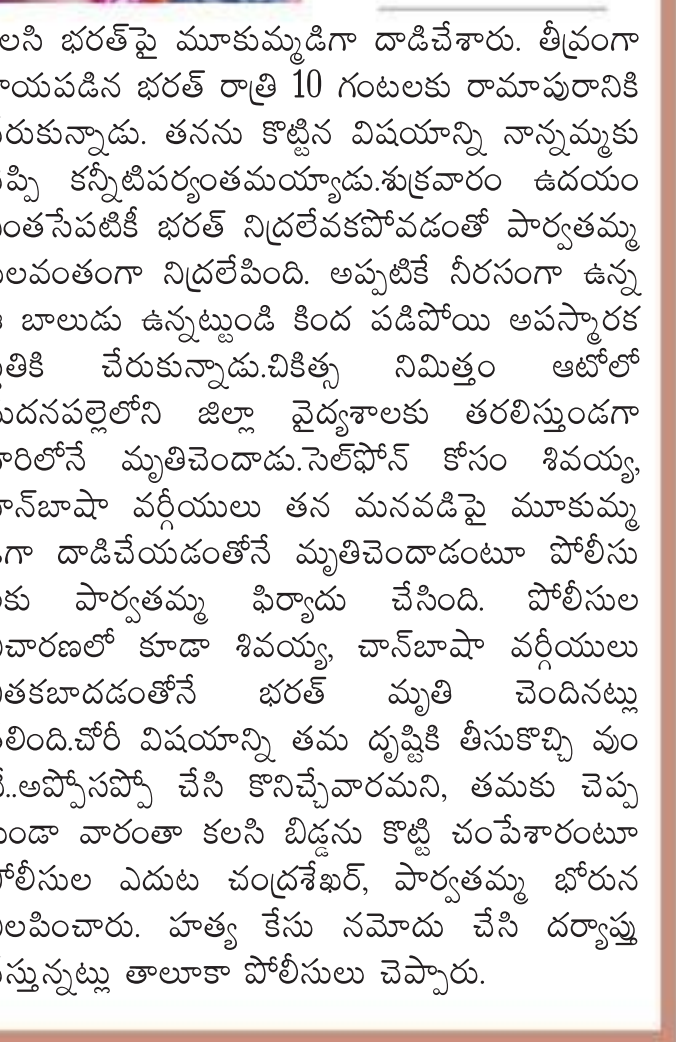 లసి భరత్‌పై మూకుమ్మడిగా దాడిచేశారు. తీవ్రంగా
ాయపడిన భరత్ రాత్రి 10 గంటలకు రామాపురానికి
రుకున్నాడు. తనను కొట్టిన విషయాన్ని నాన్నమ్మకు
ప్పి కన్నీటిపర్యంతమయ్యాడు.శుక్రవారం ఉదయం
ంతసేపటికీ భరత్ నిద్రలేవకపోవడంతో పార్వతమ్మ
లవంతంగా నిద్రలేపింది. అప్పటికే నీరసంగా ఉన్న
బాలుడు ఉన్నట్టుండి కింద పడిపోయి అపస్మారక
తికి చేరుకున్నాడు.చికిత్స నిమిత్తం ఆటోలో
దనపల్లెలోని జిల్లా వైద్యశాలకు తరలిస్తుండగా
ారిలోనే మృతిచెందాడు.సెల్‌ఫోన్ కోసం శివయ్య,
ాన్‌బాషా వర్గీయులు తన మనవడిపై మూకుమ్మ
గా దాడిచేయడంతోనే మృతిచెందాడంటూ పోలీసు
కు పార్వతమ్మ ఫిర్యాదు చేసింది. పోలీసుల
ిచారణలో కూడా శివయ్య, చాన్‌బాషా వర్గీయులు
ితకబాదడంతోనే భరత్ మృతి చెందినట్లు
ేలింది.చోరీ విషయాన్ని తమ దృష్టికి తీసుకొచ్చి వుం
ే..అప్పోసప్పో చేసి కొనిచ్చేవారమని, తమకు చెప్ప
ుండా వారంతా కలసి బిడ్డను కొట్టి చంపేశారంటూ
ోలీసుల ఎదుట చంద్రశేఖర్, పార్వతమ్మ భోరున
ిలపించారు. హత్య కేసు నమోదు చేసి దర్యాప్తు
ేస్తున్నట్లు తాలూకా పోలీసులు చెప్పారు.